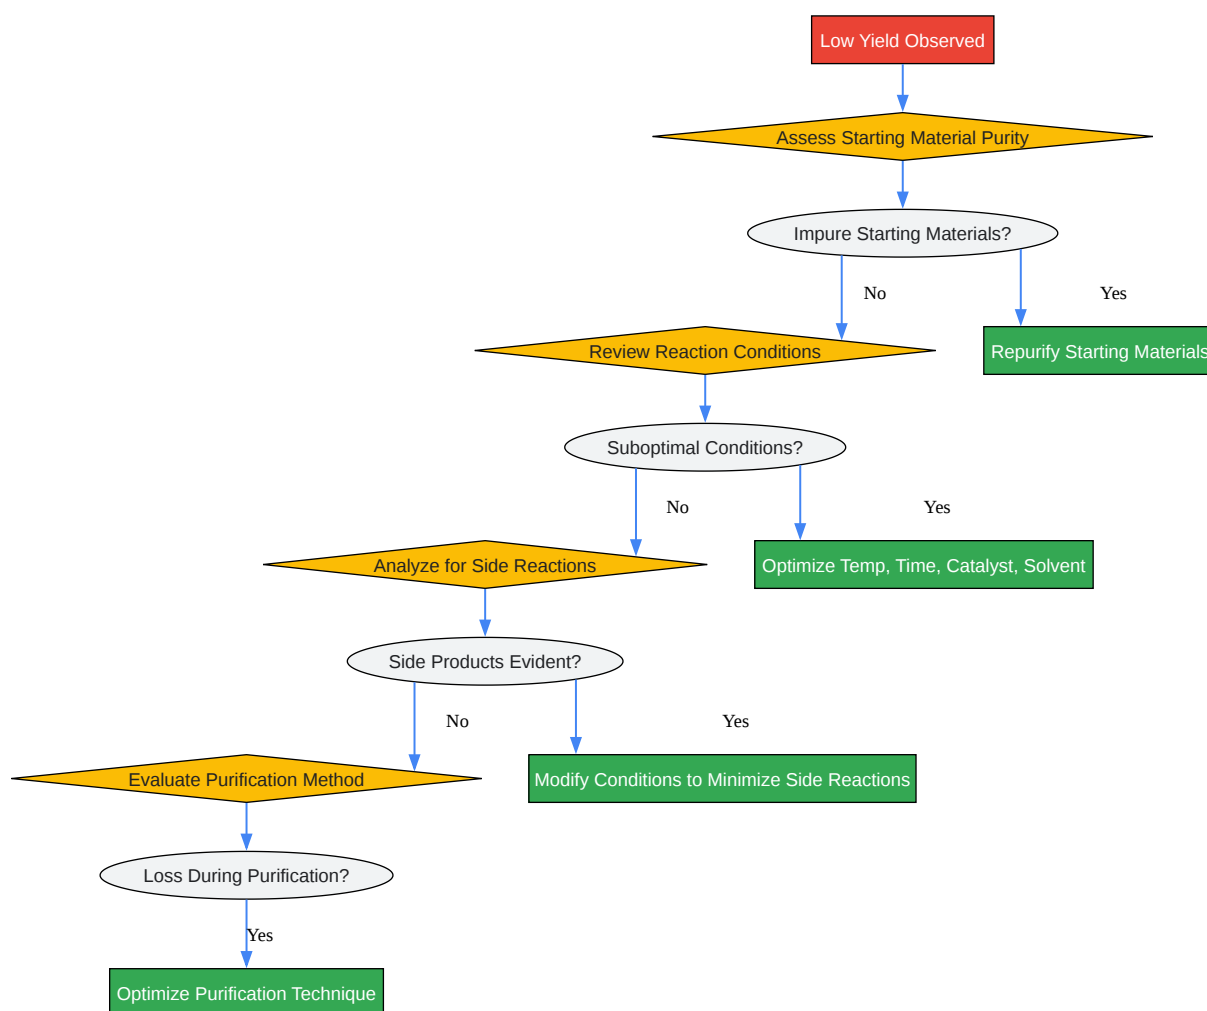 Low Yield Observed
Assess Starting Material Purity
Impure Starting Materials?
No
Yes
Review Reaction Conditions
Repurify Starting Materials
Suboptimal Conditions?
No
Yes
Analyze for Side Reactions
Optimize Temp, Time, Catalyst, Solvent
Side Products Evident?
No
Yes
Evaluate Purification Method
Modify Conditions to Minimize Side Reactions
Loss During Purification?
Yes
Optimize Purification Technique